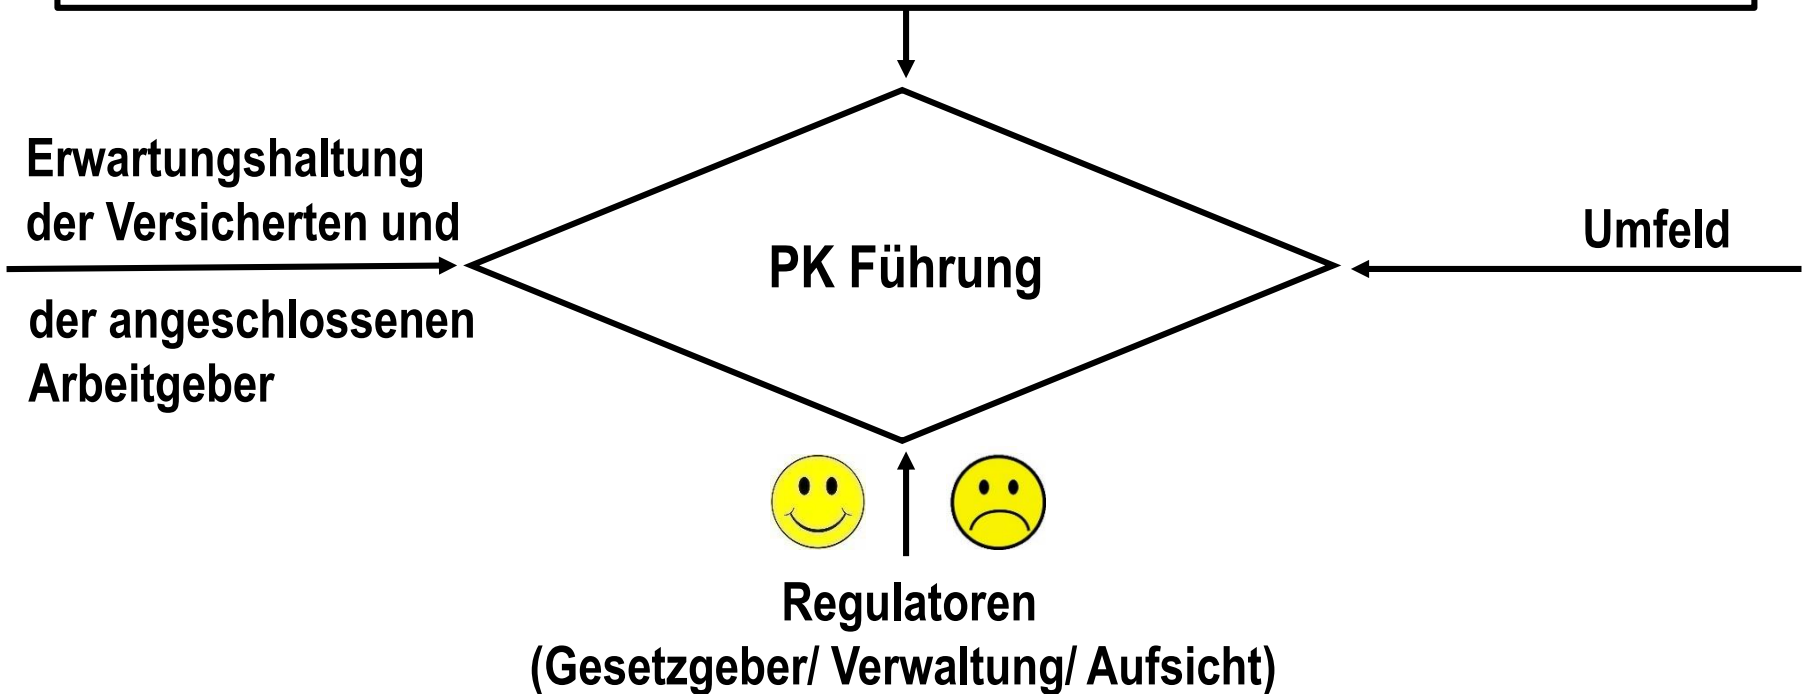 Erwartungshaltung
der Versicherten und
der angeschlossenen
Arbeitgeber
PK Führung
Umfeld
Regulatoren
(Gesetzgeber/ Verwaltung/ Aufsicht)